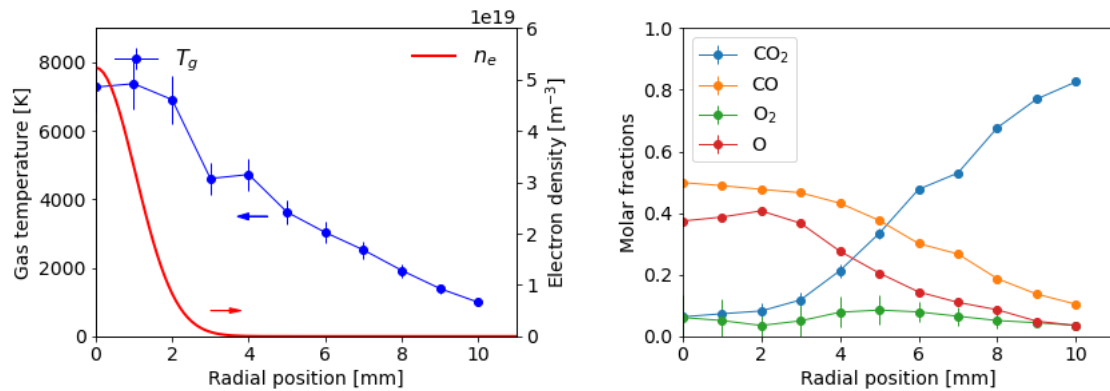 1e19
T_g
n_e
8000
6000
4000
2000
0
6
5
4
3
2
1
0
Gas temperature [K]
Electron density [m⁻³]
0 2 4 6 8 10
Radial position [mm]
CO₂
CO
O₂
O
1.0
0.8
0.6
0.4
0.2
0.0
Molar fractions
0 2 4 6 8 10
Radial position [mm]